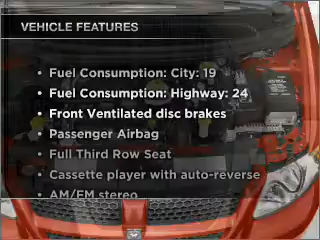 VEHICLE FEATURES
• Fuel Consumption: City: 19
• Fuel Consumption: Highway: 24
• Front Ventilated disc brakes
• Passenger Airbag
• Full Third Row Seat
• Cassette player with auto-reverse
• AM/FM stereo